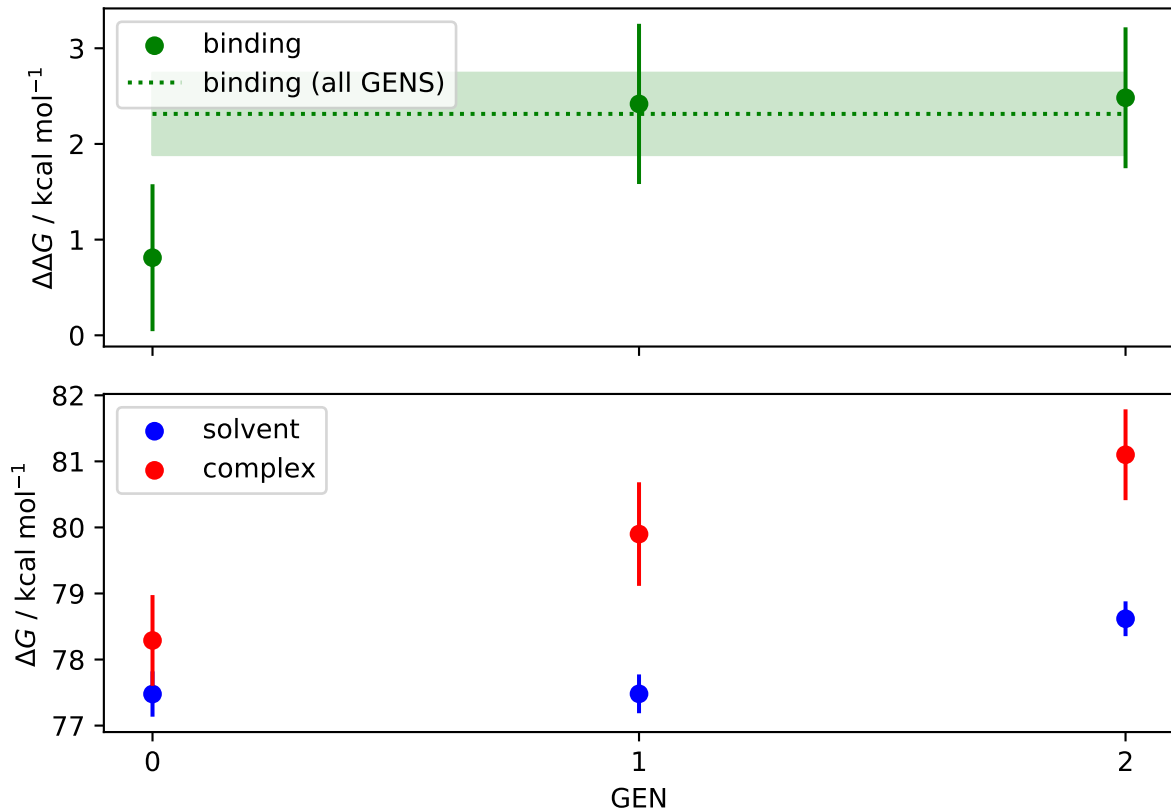 binding
binding (all GENS)
3
2
1
0
ΔΔG / kcal mol⁻¹
solvent
complex
82
81
80
79
78
77
ΔG / kcal mol⁻¹
0 1 2
GEN